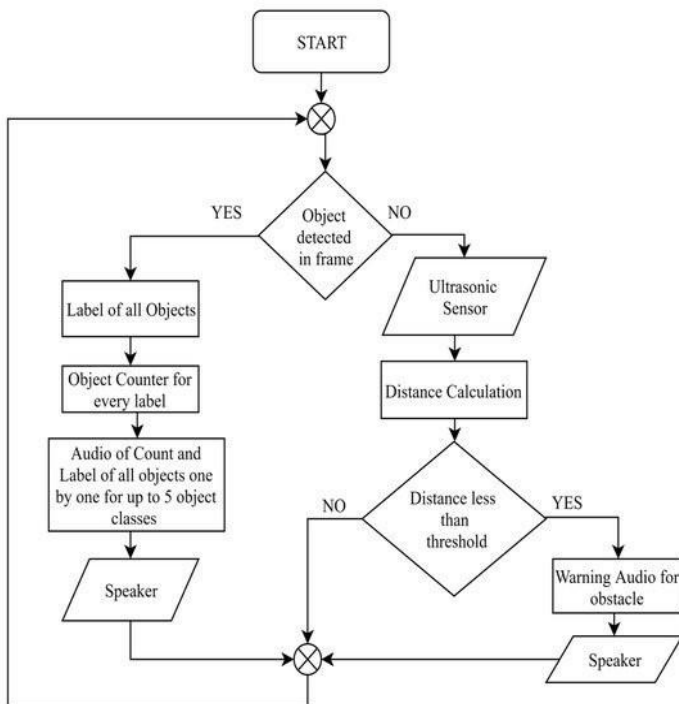 START
YES
NO
Object
detected
in frame
Label of all Objects
Object Counter for
every label
Audio of Count and
Label of all objects one
by one for up to 5 object
classes
Speaker
Ultrasonic
Sensor
Distance Calculation
NO
Distance less
than
threshold
YES
Warning Audio for
obstacle
Speaker